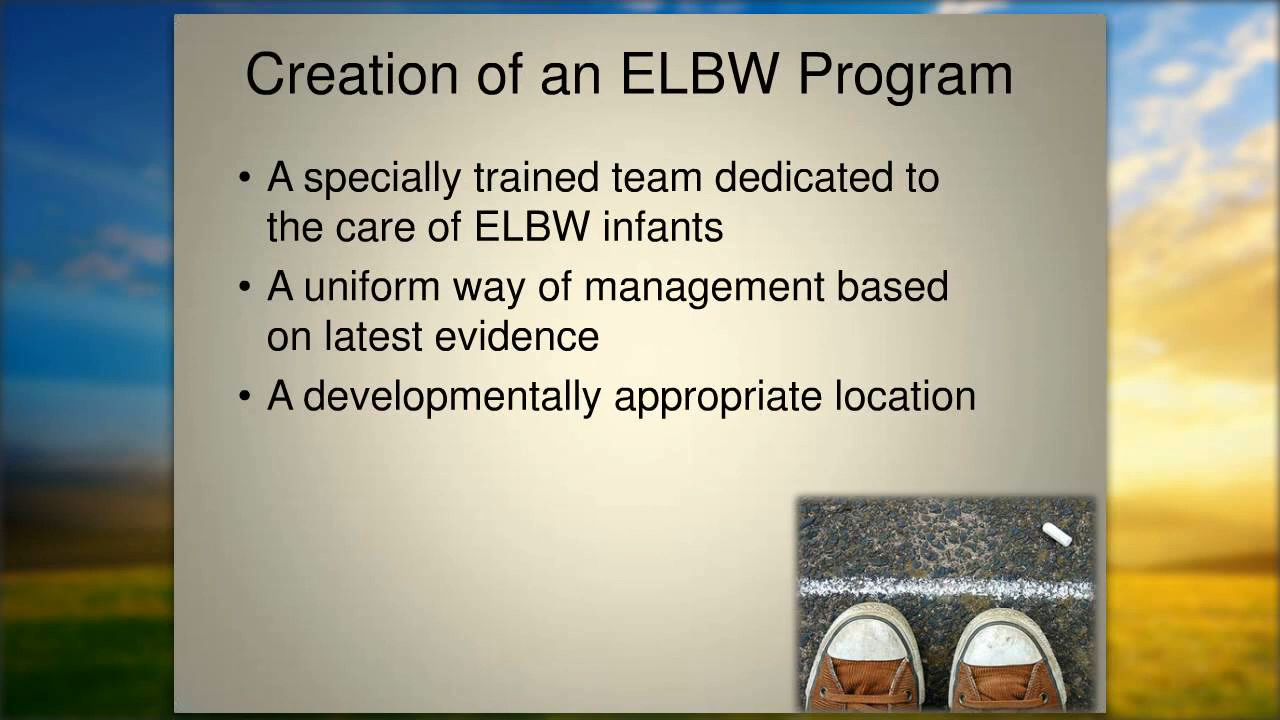 Creation of an ELBW Program
• A specially trained team dedicated to
the care of ELBW infants
• A uniform way of management based
on latest evidence
• A developmentally appropriate location